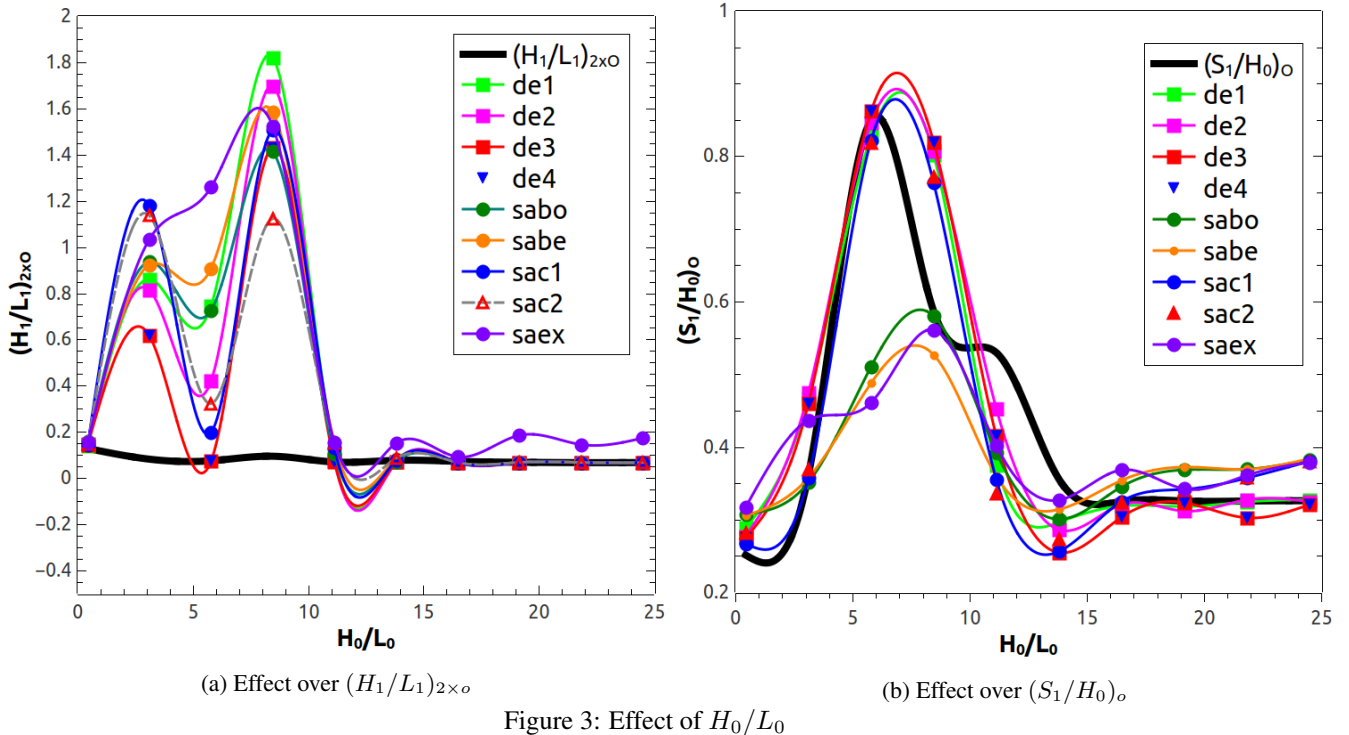 2
1.8
1.6
1.4
1.2
1
0.8
0.6
0.4
0.2
0
−0.2
−0.4
(H₁/L₁)₂ₓO
0 5 10 15 20 25
H₀/L₀
(H₁/L₁)₂ₓO
de1
de2
de3
de4
sabo
sabe
sac1
sac2
saex
(a) Effect over (H₁/L₁)₂×ₒ
1
0.8
0.6
0.4
0.2
(S₁/H₀)O
0 5 10 15 20 25
H₀/L₀
(S₁/H₀)O
de1
de2
de3
de4
sabo
sabe
sac1
sac2
saex
(b) Effect over (S₁/H₀)ₒ
Figure 3: Effect of H₀/L₀